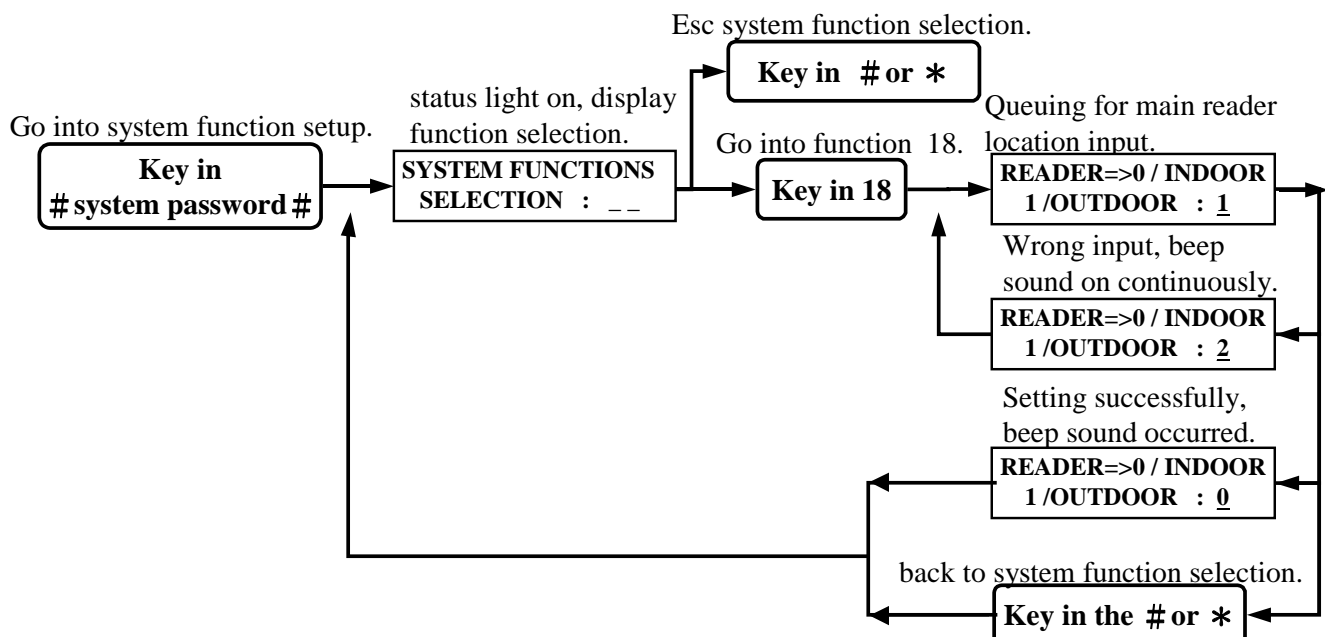 Esc system function selection.
Key in # or *
status light on, display
function selection.
Queuing for main reader
location input.
Go into system function setup.
Key in
# system password #
SYSTEM FUNCTIONS
SELECTION : _ _
Go into function 18.
Key in 18
READER=>0 / INDOOR
1 /OUTDOOR : 1
Wrong input, beep
sound on continuously.
READER=>0 / INDOOR
1 /OUTDOOR : 2
Setting successfully,
beep sound occurred.
READER=>0 / INDOOR
1 /OUTDOOR : 0
back to system function selection.
Key in the # or *